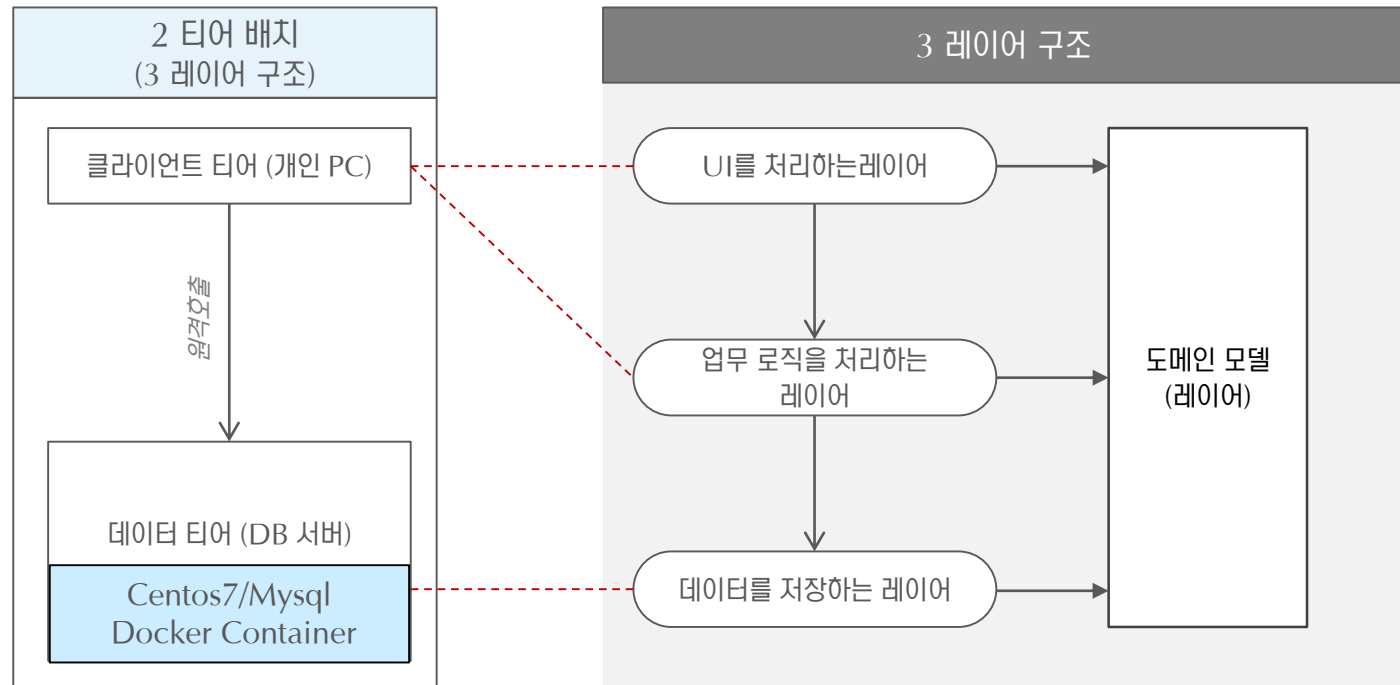 2 티어 배치
(3 레이어 구조)
3 레이어 구조
클라이언트 티어 (개인 PC)
원격호출
데이터 티어 (DB 서버)
Centos7/Mysql
Docker Container
UI를 처리하는레이어
업무 로직을 처리하는
레이어
데이터를 저장하는 레이어
도메인 모델
(레이어)